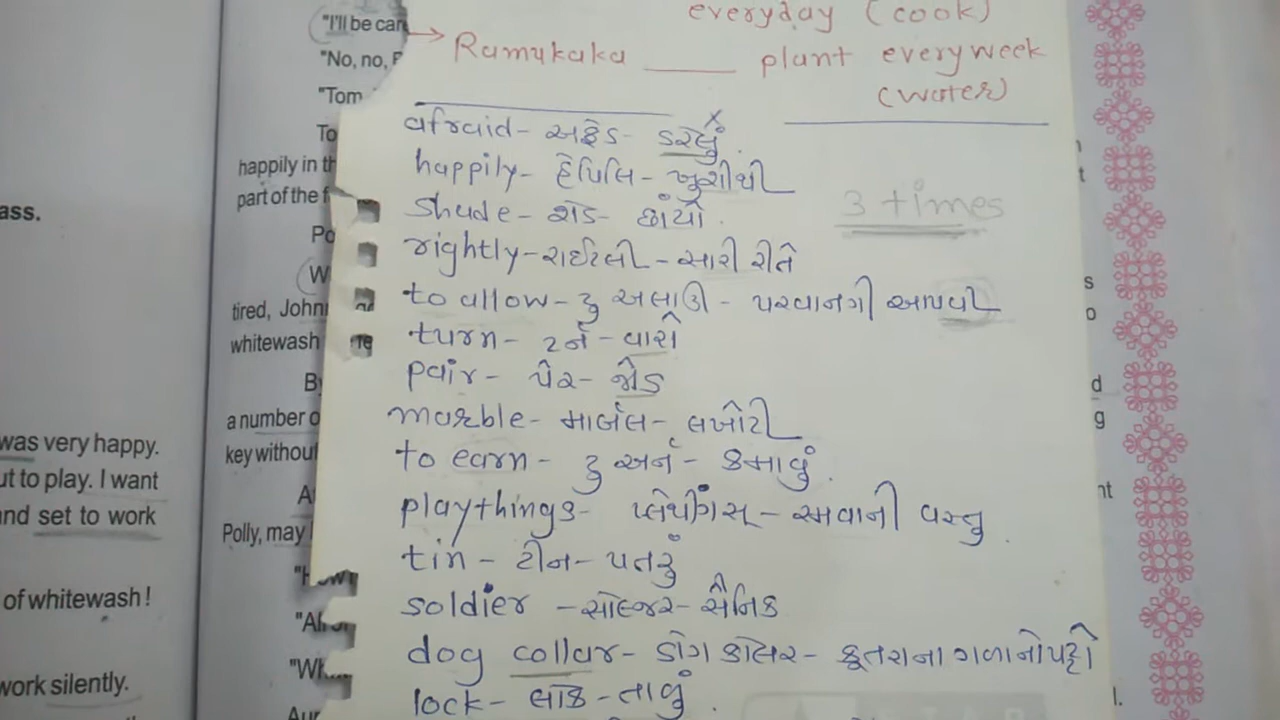 everyday (cook)
→ Ramukaka ____ plant everyweek
(water)
afraid - અફ્રેડ - ડરવું
happily - હેપિલિ - ખુશીથી
shade - શેડ - છાંયો
3 times
rightly - રાઈટલી - સારી રીતે
to allow - ટુ અલાઉ - પરવાનગી આપવી
turn - ટર્ન - વારો
pair - પેર - જોડ
marble - માર્બલ - લખોટી
to earn - ટુ અર્ન - કમાવું.
playthings - પ્લેથીંગસ્ - રમવાની વસ્તુ.
tin - ટીન - પતરું
soldier - સોલ્જર - સૈનિક
dog collar - ડોગ કોલર - કૂતરાના ગળાનો પટ્ટો
lock - લોક - તાળું.
"I'll be car
"No, no,
"Tom
To
happily in th
part of the f
Po
W
tired, John
whitewash
By
a number o
key without
A
Polly, may
ass.
was very happy.
ut to play. I want
and set to work
of whitewash!
work silently.